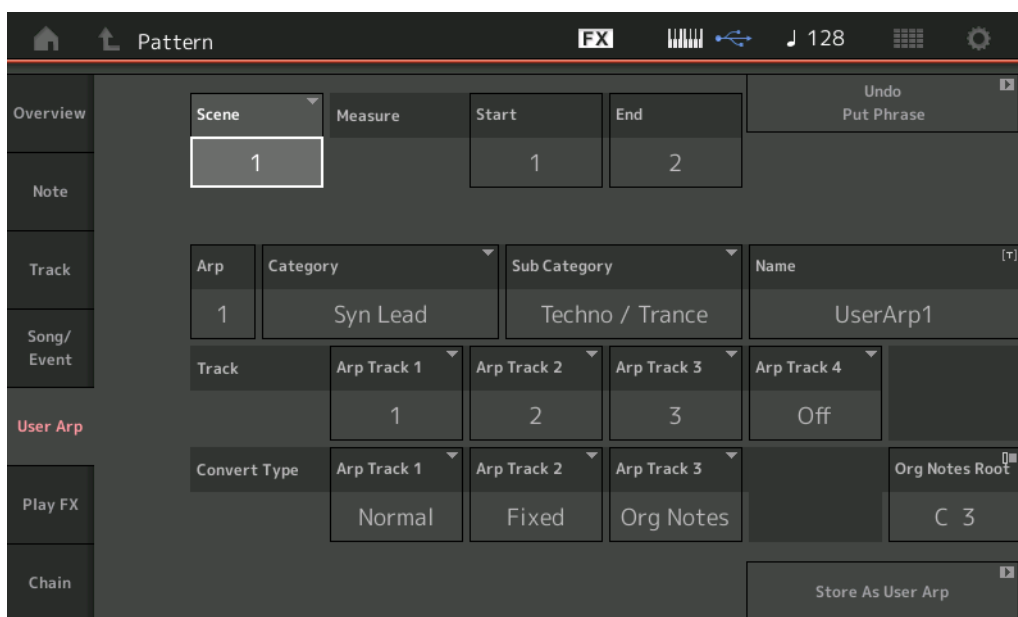 Pattern
FX
128
Overview
Note
Track
Song/
Event
User Arp
Play FX
Chain
Scene
1
Measure
Start
1
End
2
Undo
Put Phrase
Arp
1
Category
Syn Lead
Sub Category
Techno / Trance
Name
[T]
UserArp1
Track
Arp Track 1
1
Arp Track 2
2
Arp Track 3
3
Arp Track 4
Off
Convert Type
Arp Track 1
Normal
Arp Track 2
Fixed
Arp Track 3
Org Notes
Org Notes Root
C 3
Store As User Arp